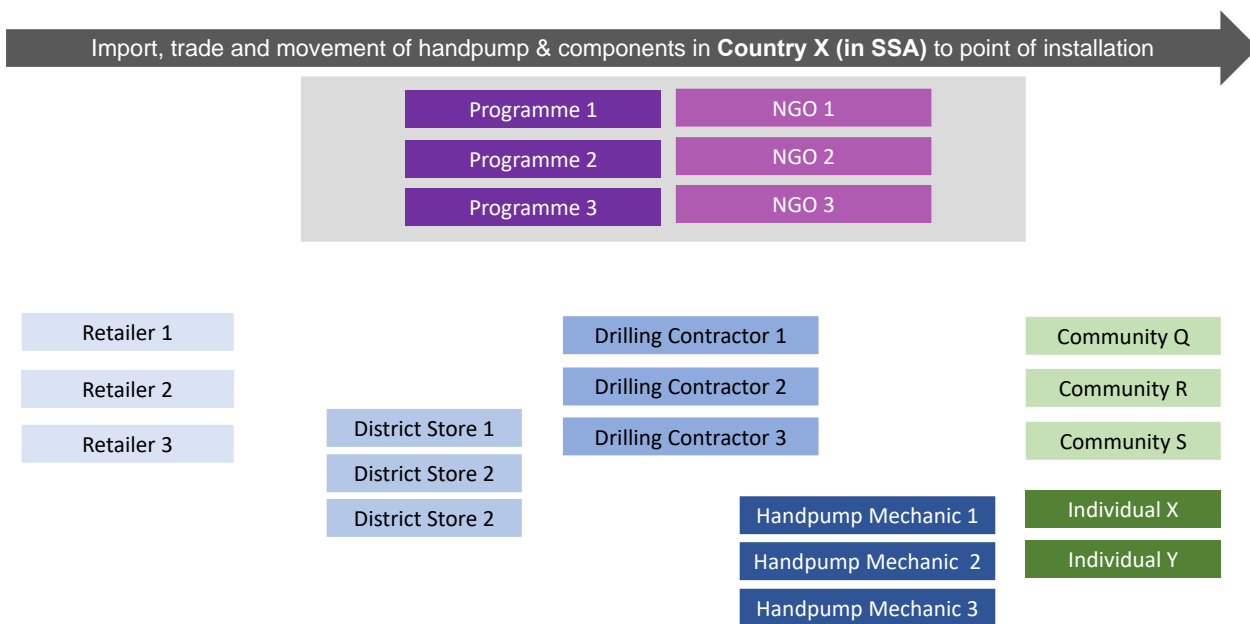 Import, trade and movement of handpump & components in Country X (in SSA) to point of installation
Programme 1
NGO 1
Programme 2
NGO 2
Programme 3
NGO 3
Retailer 1
Retailer 2
Retailer 3
District Store 1
District Store 2
District Store 2
Drilling Contractor 1
Drilling Contractor 2
Drilling Contractor 3
Handpump Mechanic 1
Handpump Mechanic  2
Handpump Mechanic 3
Community Q
Community R
Community S
Individual X
Individual Y